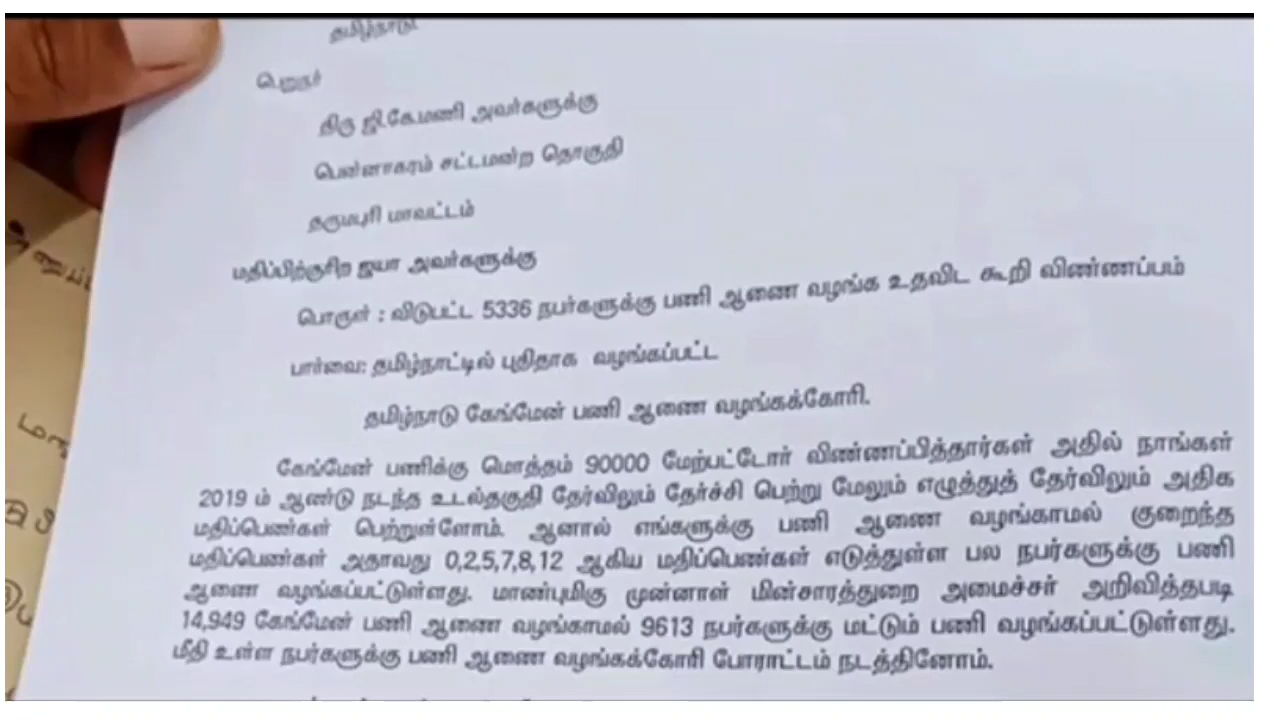 தமிழ்நாடு.
பெறுநர்
திரு ஜி.கே.மணி அவர்களுக்கு
பென்னாகரம் சட்டமன்ற தொகுதி
தருமபுரி மாவட்டம்
மதிப்பிற்குரிய ஐயா அவர்களுக்கு
பொருள் : விடுபட்ட 5336 நபர்களுக்கு பணி ஆணை வழங்க உதவிட கூறி விண்ணப்பம்
பார்வை: தமிழ்நாட்டில் புதிதாக வழங்கப்பட்ட
தமிழ்நாடு கேங்மேன் பணி ஆணை வழங்கக்கோரி.
கேங்மேன் பணிக்கு மொத்தம் 90000 மேற்பட்டோர் விண்ணப்பித்தார்கள் அதில் நாங்கள்
2019 ம் ஆண்டு நடந்த உடல்தகுதி தேர்விலும் தேர்ச்சி பெற்று மேலும் எழுத்துத் தேர்விலும் அதிக
மதிப்பெண்கள் பெற்றுள்ளோம். ஆனால் எங்களுக்கு பணி ஆணை வழங்காமல் குறைந்த
மதிப்பெண்கள் அதாவது 0,2,5,7,8,12 ஆகிய மதிப்பெண்கள் எடுத்துள்ள பல நபர்களுக்கு பணி
ஆணை வழங்கப்பட்டுள்ளது. மாண்புமிகு முன்னாள் மின்சாரத்துறை அமைச்சர் அறிவித்தபடி
14,949 கேங்மேன் பணி ஆணை வழங்காமல் 9613 நபர்களுக்கு மட்டும் பணி வழங்கப்பட்டுள்ளது.
மீதி உள்ள நபர்களுக்கு பணி ஆணை வழங்கக்கோரி போராட்டம் நடத்தினோம்.